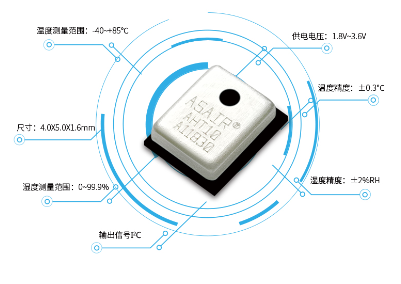 温度测量范围：-40~+85℃
供电电压：1.8V~3.6V
温度精度：±0.3℃
尺寸：4.0X5.0X1.6mm
ASAIR®
AHT10
湿度测量范围：0~99.9%
湿度精度：±2%RH
输出信号I²C